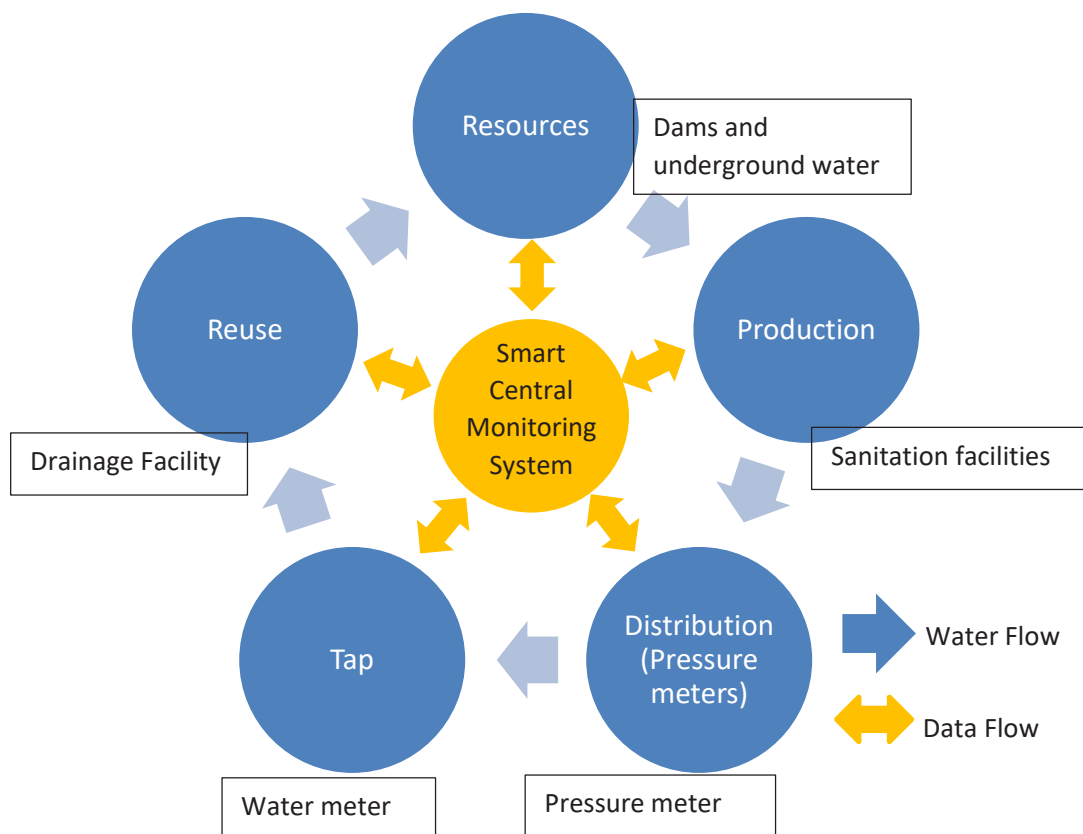 Resources
Dams and
underground water
Reuse
Production
Smart
Central
Monitoring
System
Drainage Facility
Sanitation facilities
Tap
Distribution
(Pressure
meters)
Water Flow
Data Flow
Water meter
Pressure meter